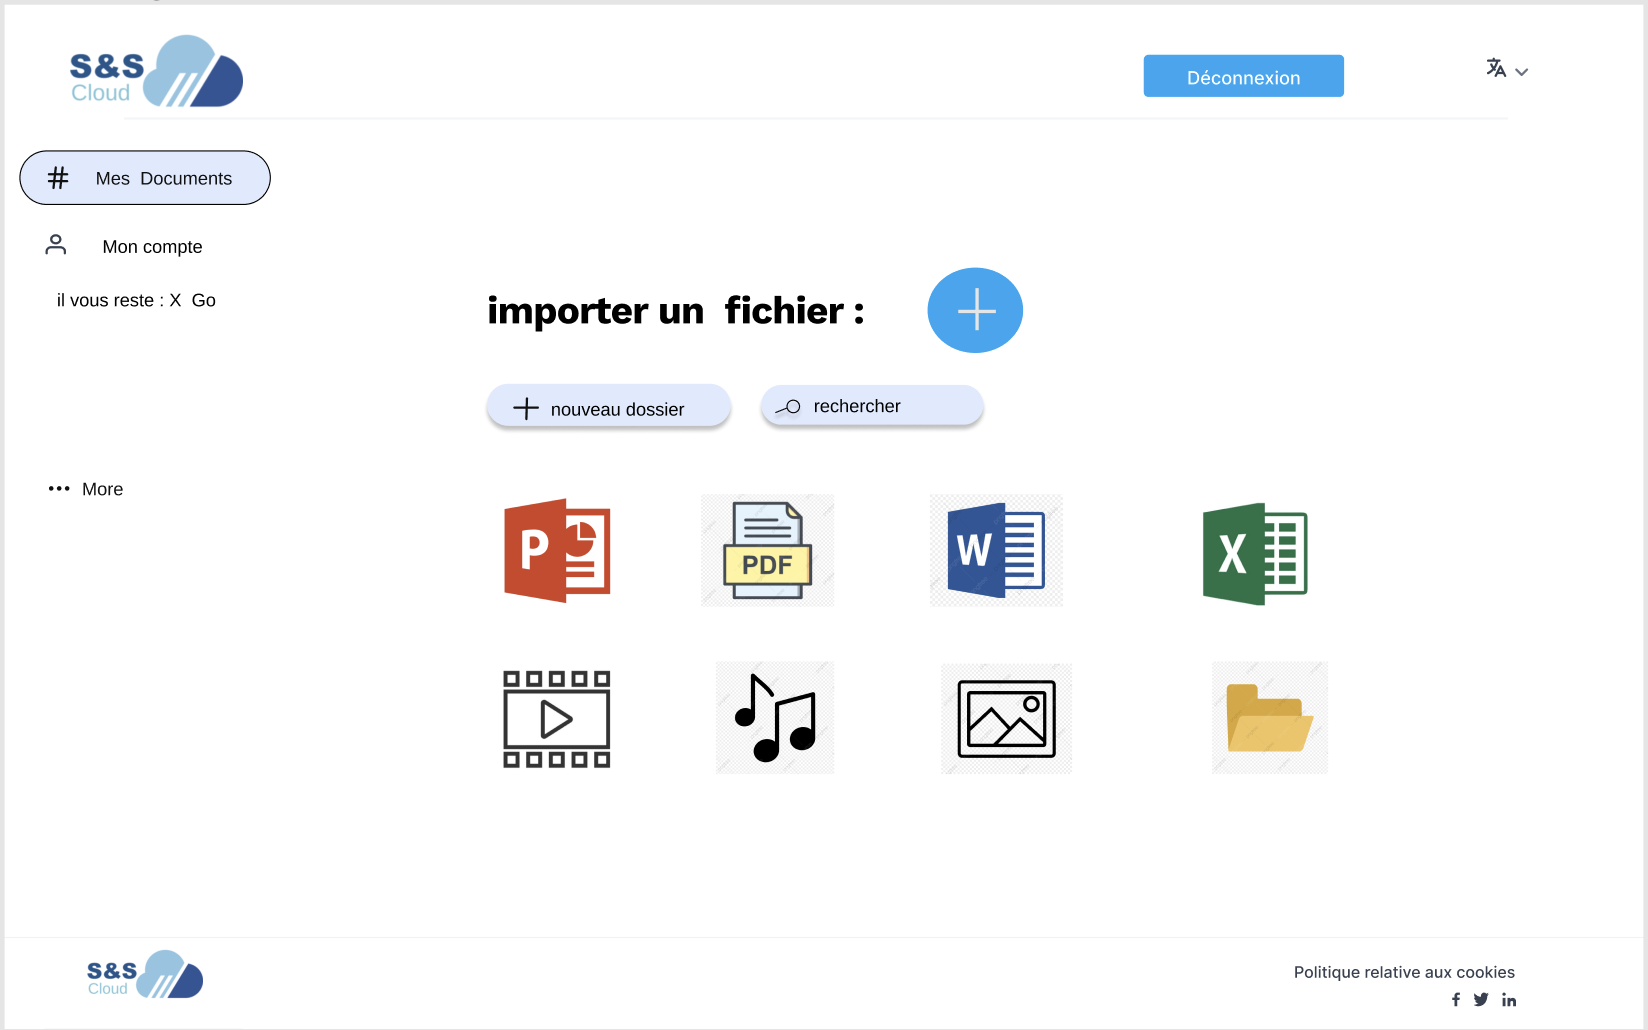 S&S
Cloud
Déconnexion
Mes Documents
Mon compte
il vous reste : X Go
importer un fichier :
nouveau dossier
rechercher
More
P
PDF
W
X
S&S
Cloud
Politique relative aux cookies